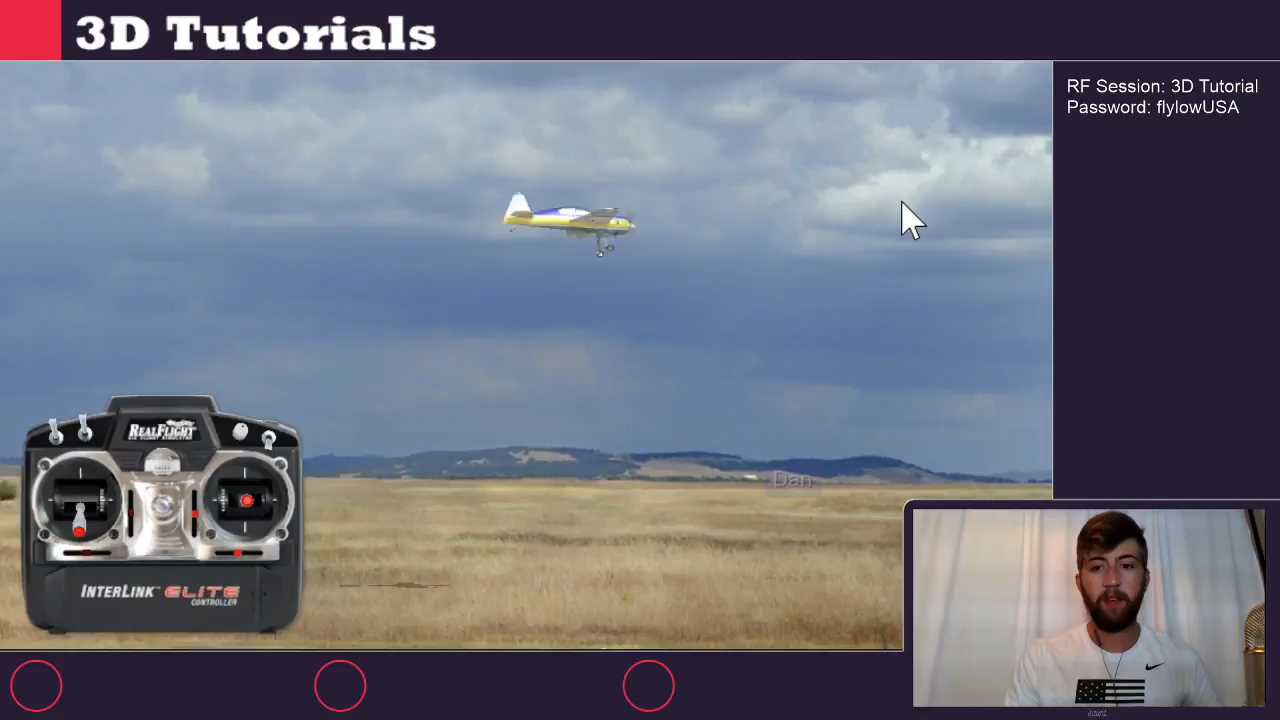 3D Tutorials
RF Session: 3D Tutorial
Password: flylowUSA
REALFLIGHT
Dan
INTERLINK ELITE
CONTROLLER